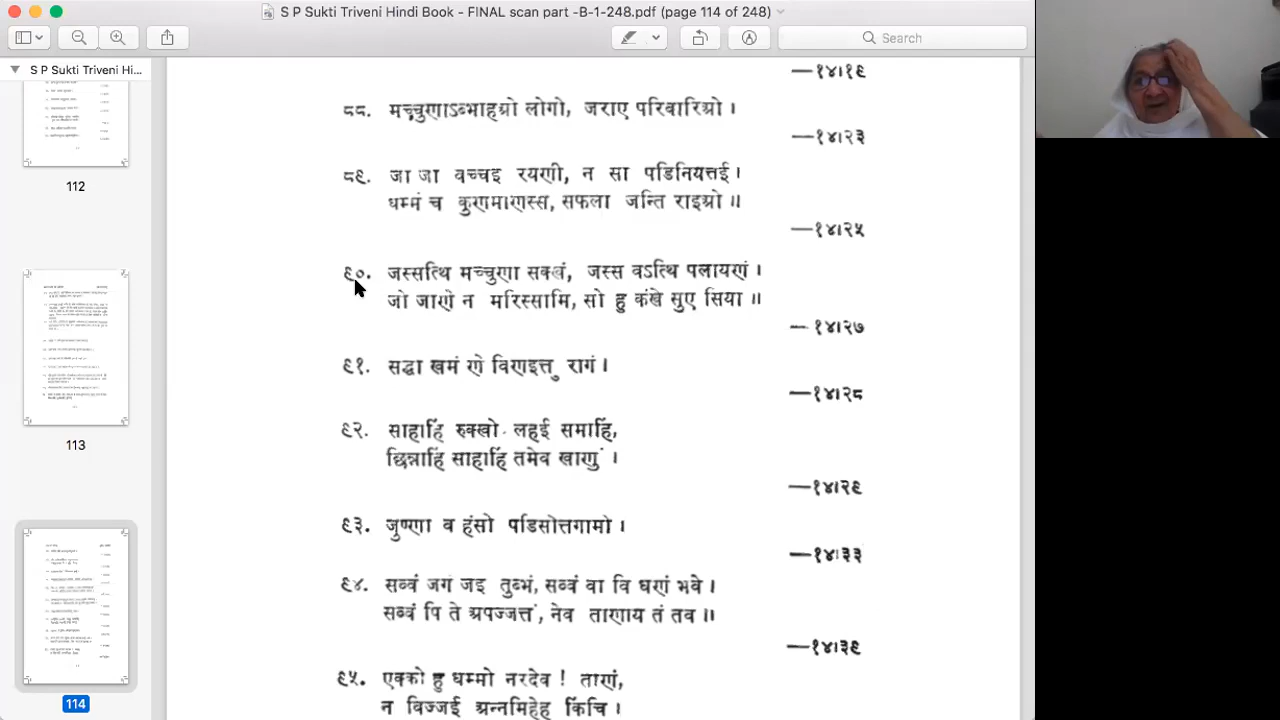 S P Sukti Triveni Hindi Book - FINAL scan part -B-1-248.pdf (page 114 of 248)
Search
S P Sukti Triveni Hi...
112
113
114
—१४।१९
८८. मच्चुणाऽब्भाहओ लोगो, जराए परिवारिओ ।
—१४।२३
८९. जा जा वच्चइ रयणी, न सा पडिनियत्तई ।
धम्मं च कुणमाणस्स, सफला जन्ति राइओ ॥
—१४।२५
९०. जस्सत्थि मच्चुणा सक्खं, जस्स वऽत्थि पलायणं ।
जो जाणे न मरिस्सामि, सो हु कंखे सुए सिया ॥
—१४।२७
९१. सद्धा खमं णे विणइत्तु रागं ।
—१४।२८
९२. साहाहिं रुक्खो लहई समाहिं,
छिन्नाहिं साहाहिं तमेव खाणुं ।
—१४।२९
९३. जुण्णा व हंसो पडिसोत्तगामो ।
—१४।३३
९४. सव्वं जगं जइ तुब्भं, सव्वं वा वि धणं भवे ।
सव्वं पि ते अपज्जत्तं, नेव ताणाय तं तव ॥
—१४।३९
९५. एक्को हु धम्मो नरदेव ! ताणं,
न विज्जई अन्नमिहेह किंचि ।